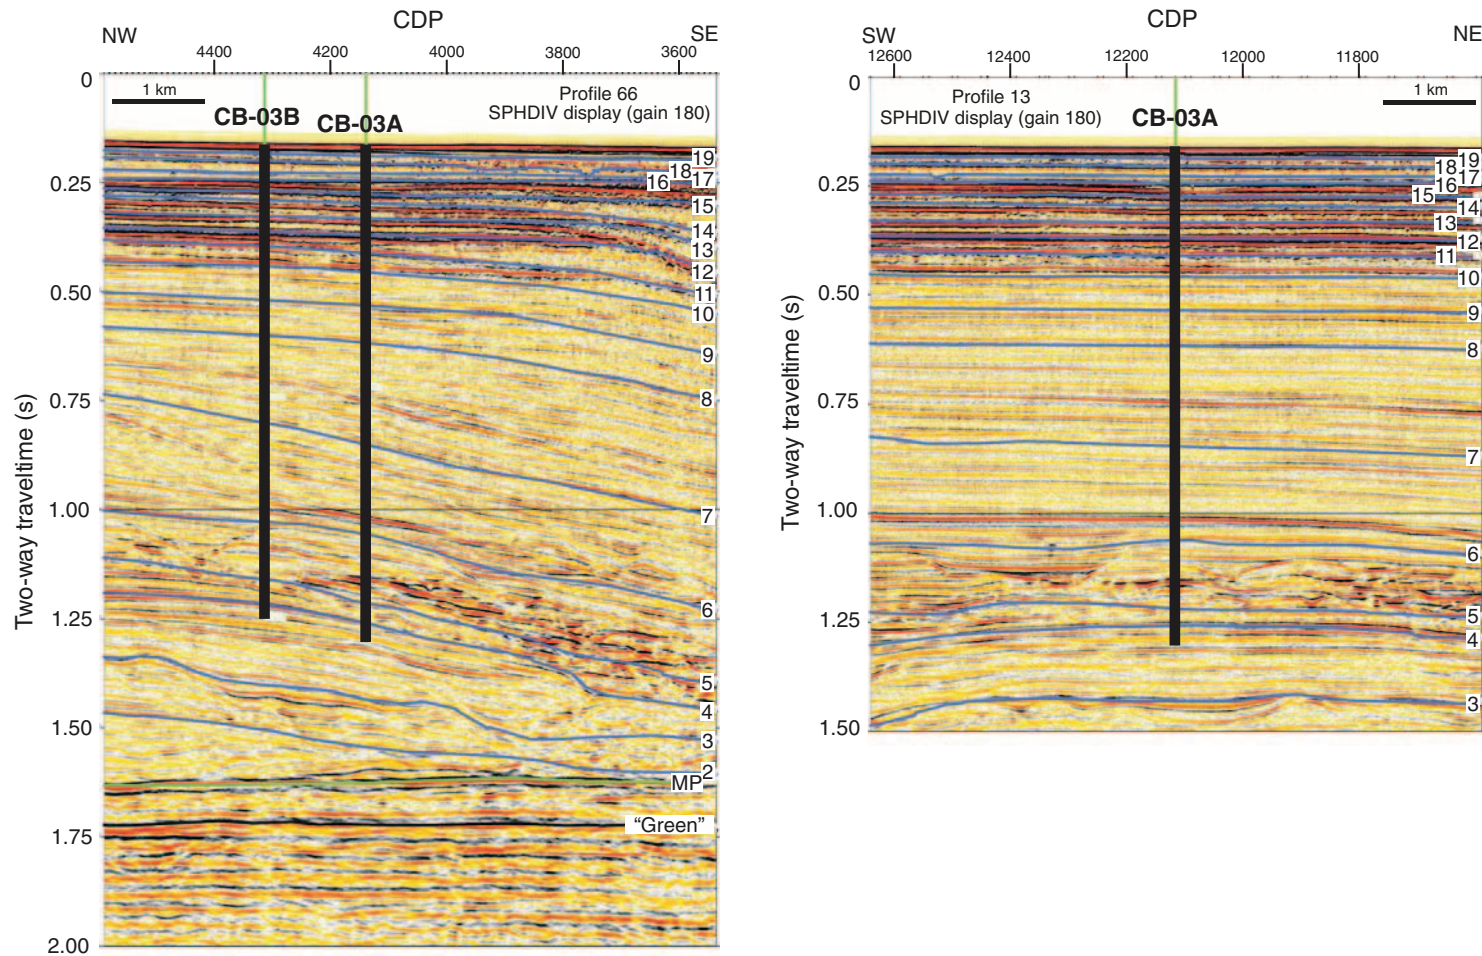 CDP
NW
SE
4400 4200 4000 3800 3600
0
1 km
Profile 66
SPHDIV display (gain 180)
CB-03B CB-03A
19
18
17
16
0.25
15
14
13
12
11
0.50
10
9
8
0.75
7
1.00
6
1.25
5
4
3
1.50
2
MP
"Green"
1.75
2.00
Two-way traveltime (s)
CDP
SW
NE
12600 12400 12200 12000 11800
0
1 km
Profile 13
SPHDIV display (gain 180)
CB-03A
19
18
17
16
15
0.25
14
13
12
11
10
0.50
9
8
0.75
7
1.00
6
5
1.25
4
3
1.50
Two-way traveltime (s)